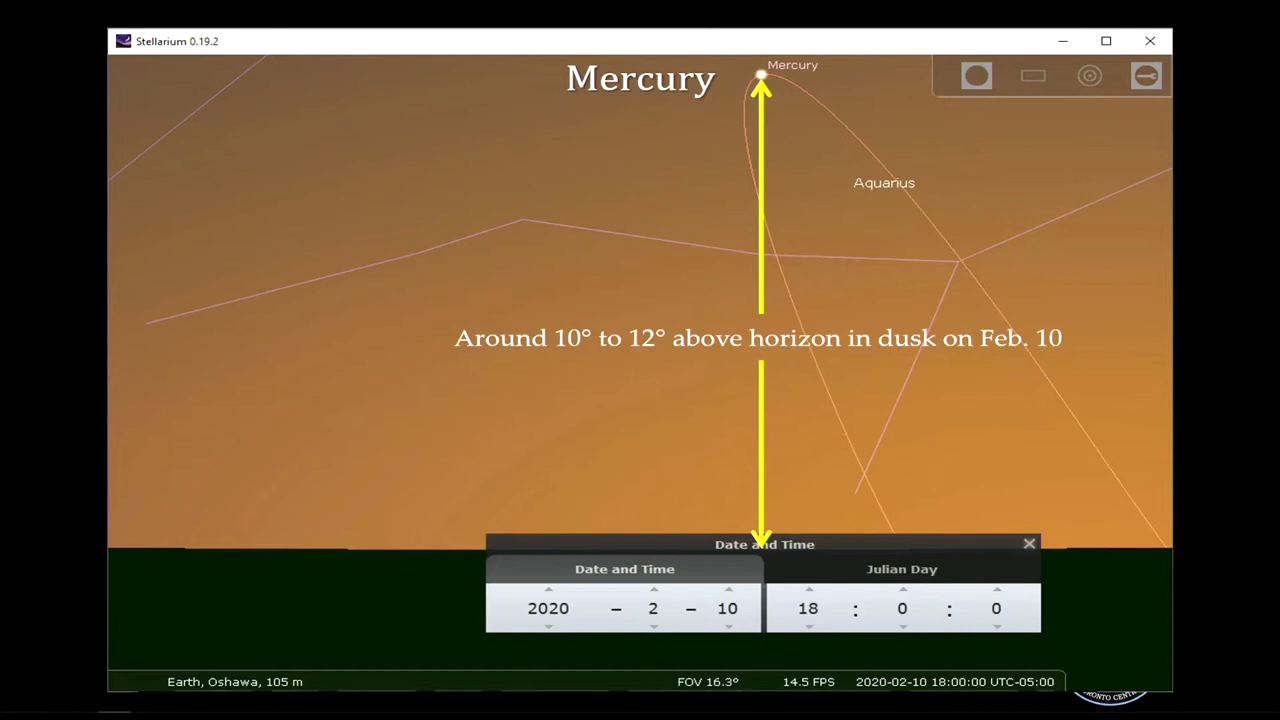 Stellarium 0.19.2
Mercury
Mercury
Aquarius
Around 10° to 12° above horizon in dusk on Feb. 10
Date and Time
Date and Time
Julian Day
2020 - 2 - 10 18 : 0 : 0
Earth, Oshawa, 105 m FOV 16.3° 14.5 FPS 2020-02-10 18:00:00 UTC-05:00